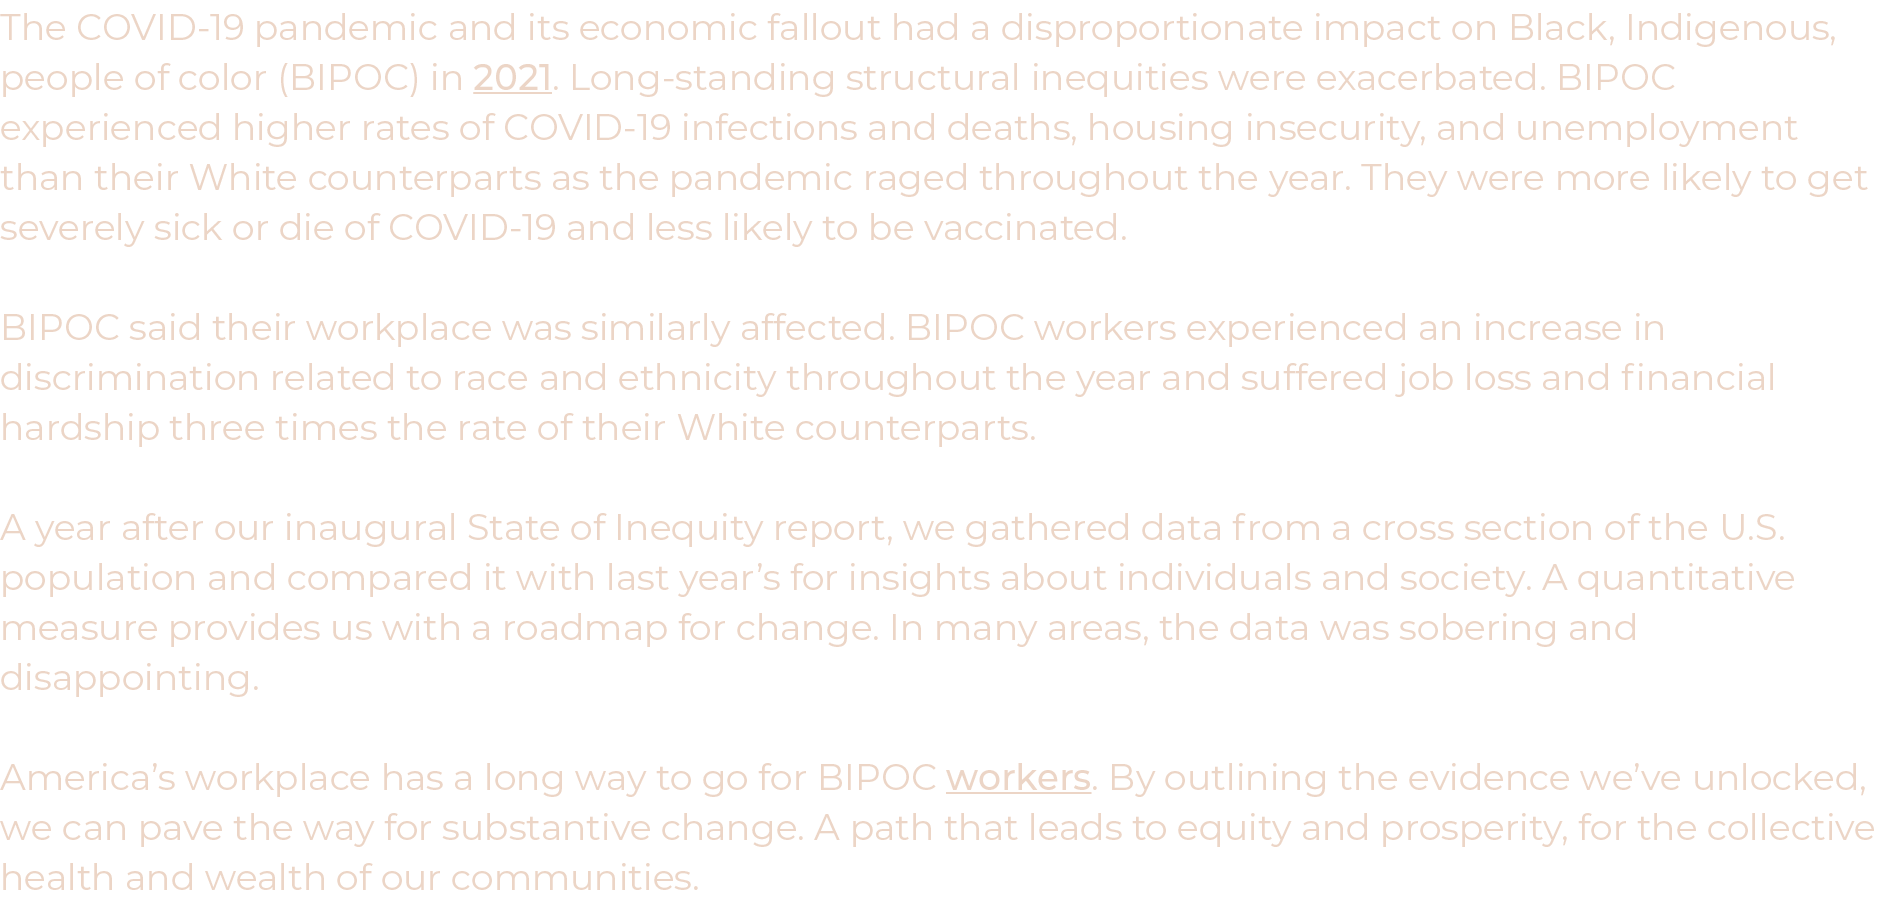 The COVID-19 pandemic and its economic fallout had a disproportionate impact on Black, Indigenous,
people of color (BIPOC) in 2021. Long-standing structural inequities were exacerbated. BIPOC
experienced higher rates of COVID-19 infections and deaths, housing insecurity, and unemployment
than their White counterparts as the pandemic raged throughout the year. They were more likely to get
severely sick or die of COVID-19 and less likely to be vaccinated.
BIPOC said their workplace was similarly affected. BIPOC workers experienced an increase in
discrimination related to race and ethnicity throughout the year and suffered job loss and financial
hardship three times the rate of their White counterparts.
A year after our inaugural State of Inequity report, we gathered data from a cross section of the U.S.
population and compared it with last year’s for insights about individuals and society. A quantitative
measure provides us with a roadmap for change. In many areas, the data was sobering and
disappointing.
America’s workplace has a long way to go for BIPOC workers. By outlining the evidence we’ve unlocked,
we can pave the way for substantive change. A path that leads to equity and prosperity, for the collective
health and wealth of our communities.